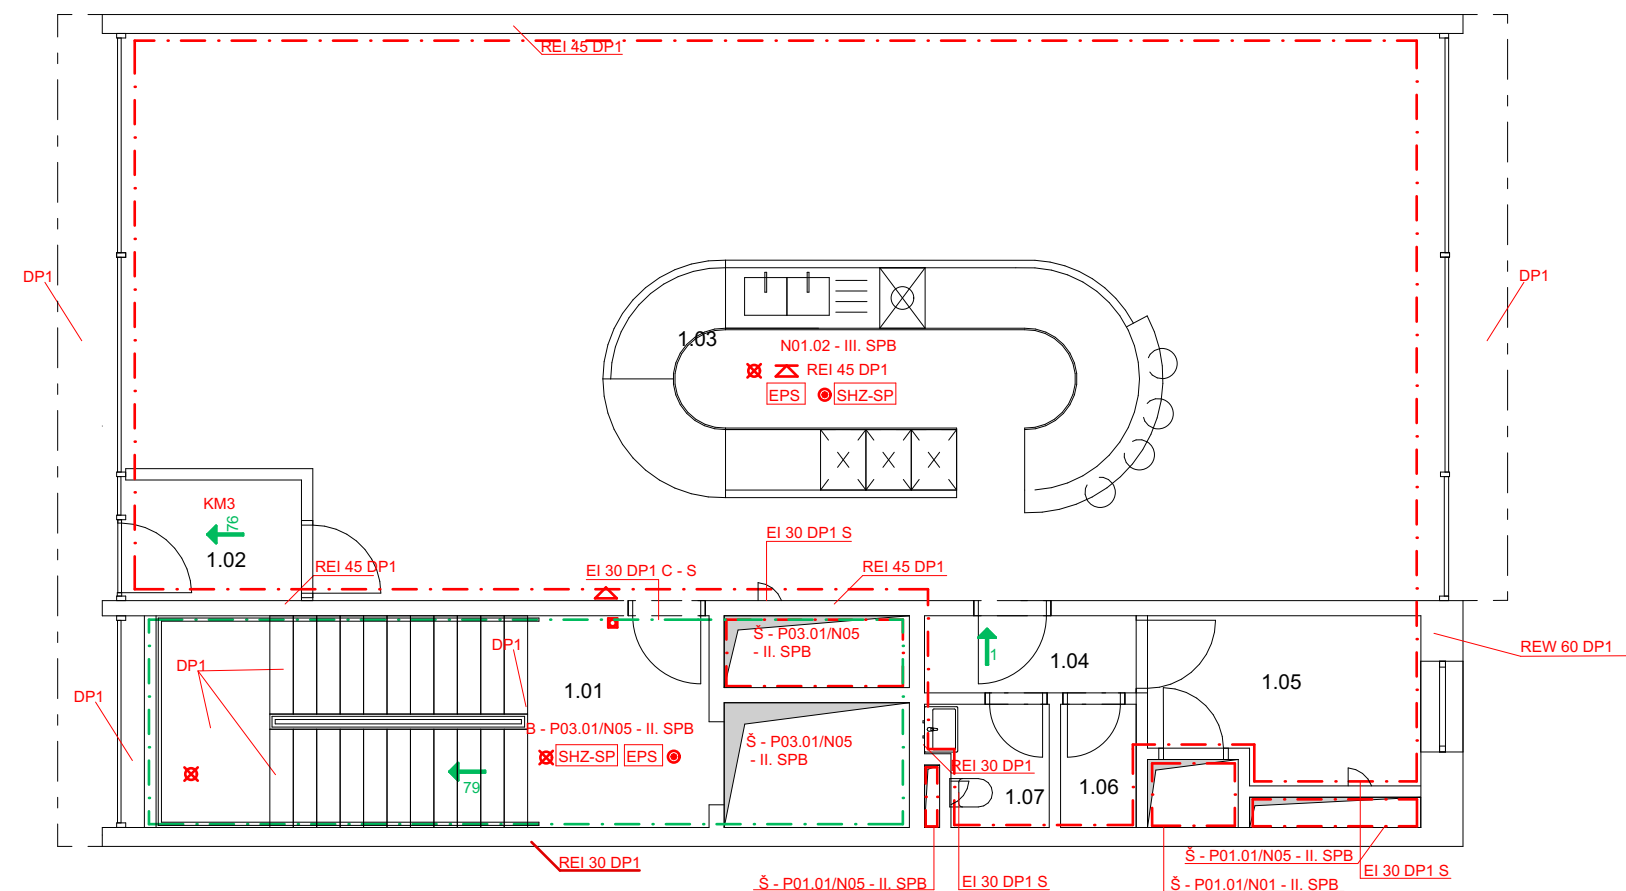 REI 45 DP1
DP1
DP1
1.03
N01.02 - III. SPB
REI 45 DP1
EPS
SHZ-SP
KM3
76
1.02
EI 30 DP1 S
REI 45 DP1
EI 30 DP1 C - S
REI 45 DP1
Š - P03.01/N05
- II. SPB
DP1
DP1
1
1.04
REW 60 DP1
1.01
1.05
DP1
B - P03.01/N05 - II. SPB
SHZ-SP
EPS
Š - P03.01/N05
- II. SPB
REI 30 DP1
79
1.07
1.06
REI 30 DP1
Š - P01.01/N05 - II. SPB
EI 30 DP1 S
Š - P01.01/N05 - II. SPB
EI 30 DP1 S
Š - P01.01/N01 - II. SPB